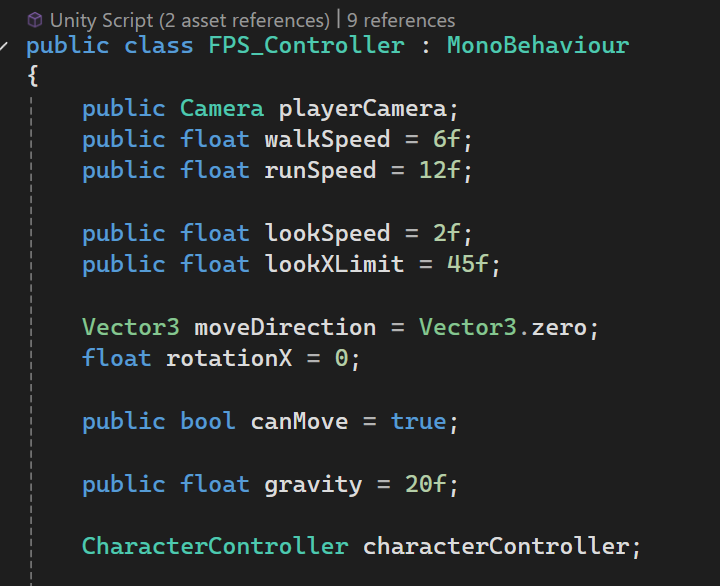 Unity Script (2 asset references) | 9 references
public class FPS_Controller : MonoBehaviour
{
public Camera playerCamera;
public float walkSpeed = 6f;
public float runSpeed = 12f;
public float lookSpeed = 2f;
public float lookXLimit = 45f;
Vector3 moveDirection = Vector3.zero;
float rotationX = 0;
public bool canMove = true;
public float gravity = 20f;
CharacterController characterController;